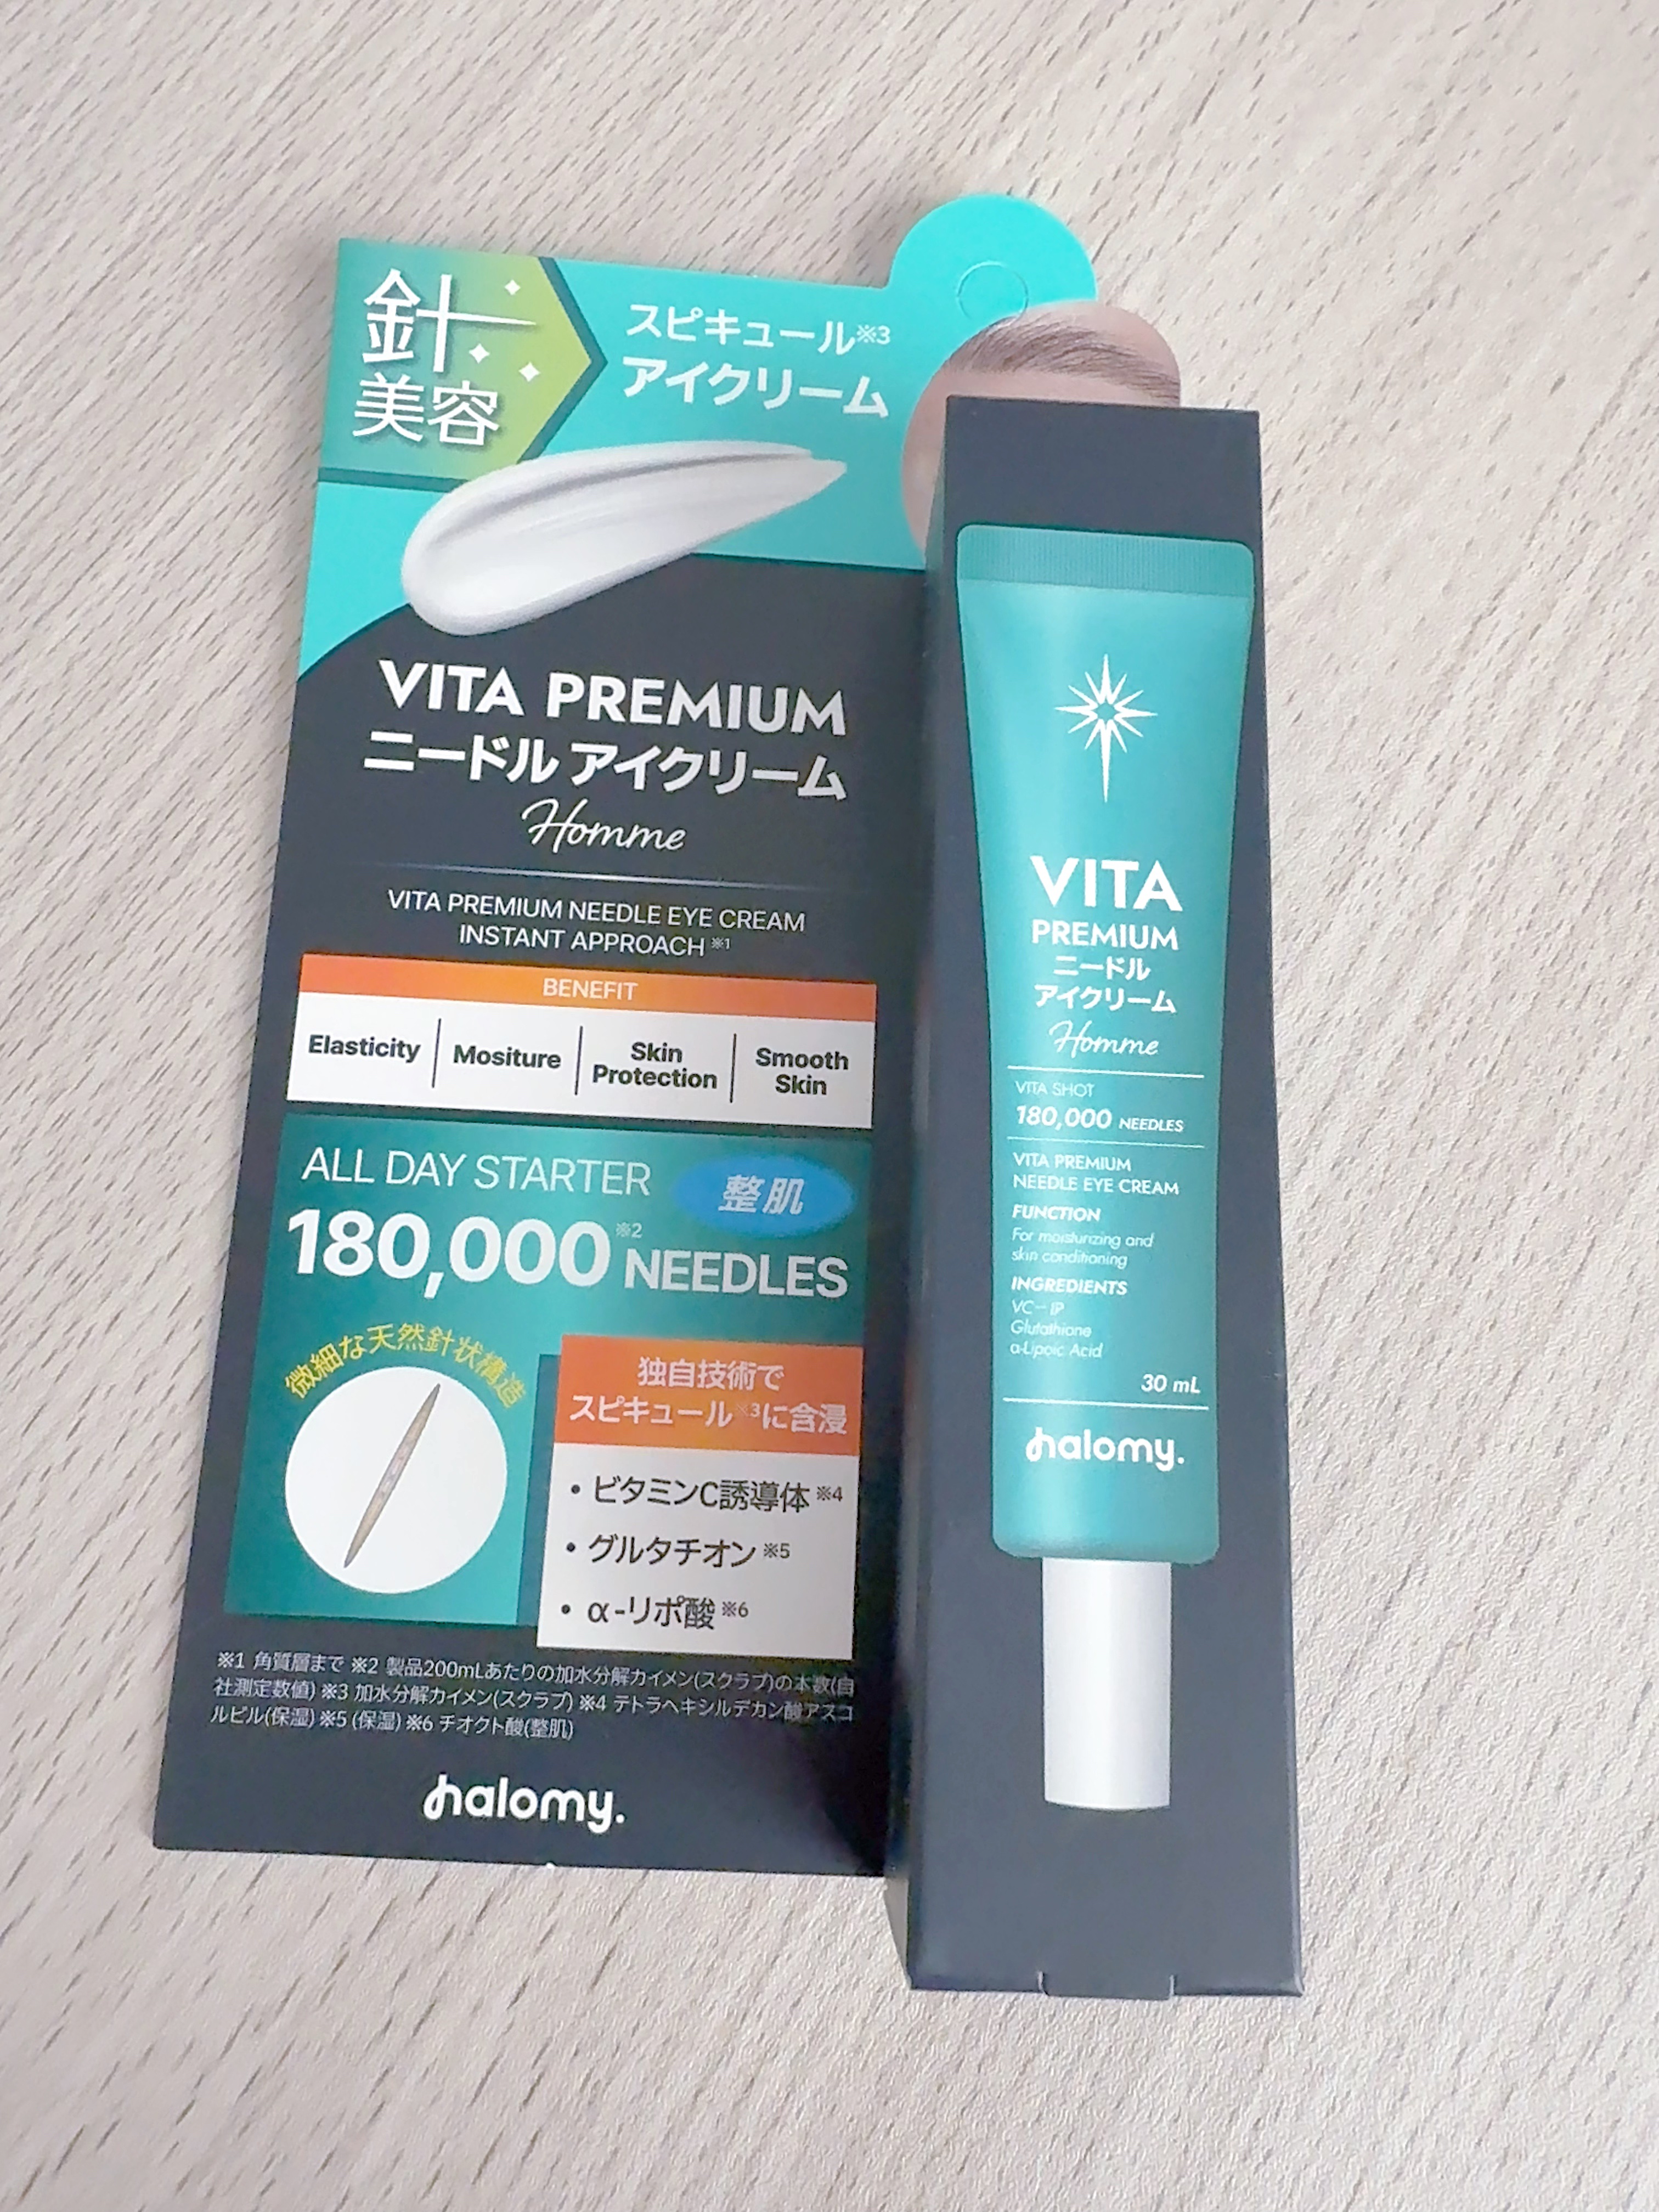 針
美容
スピキュール※3
アイクリーム
VITA PREMIUM
ニードル アイクリーム
Homme
VITA PREMIUM NEEDLE EYE CREAM
INSTANT APPROACH ※1
BENEFIT
Elasticity
Mositure
Skin
Protection
Smooth
Skin
ALL DAY STARTER
整肌
180,000※2 NEEDLES
微細な天然針状構造
独自技術で
スピキュール※3に含浸
• ビタミンC誘導体※4
• グルタチオン※5
• α-リポ酸※6
※1 角質層まで ※2 製品200mLあたりの加水分解カイメン(スクラブ)の本数(自
社測定数値) ※3 加水分解カイメン(スクラブ) ※4 テトラヘキシルデカン酸アスコ
ルビル(保湿) ※5 (保湿) ※6 チオクト酸(整肌)
halomy.
VITA
PREMIUM
ニードル
アイクリーム
Homme
VITA SHOT
180,000 NEEDLES
VITA PREMIUM
NEEDLE EYE CREAM
FUNCTION
For moisturizing and
skin conditioning
INGREDIENTS
VC-IP
Glutathione
α-Lipoic Acid
30 mL
halomy.